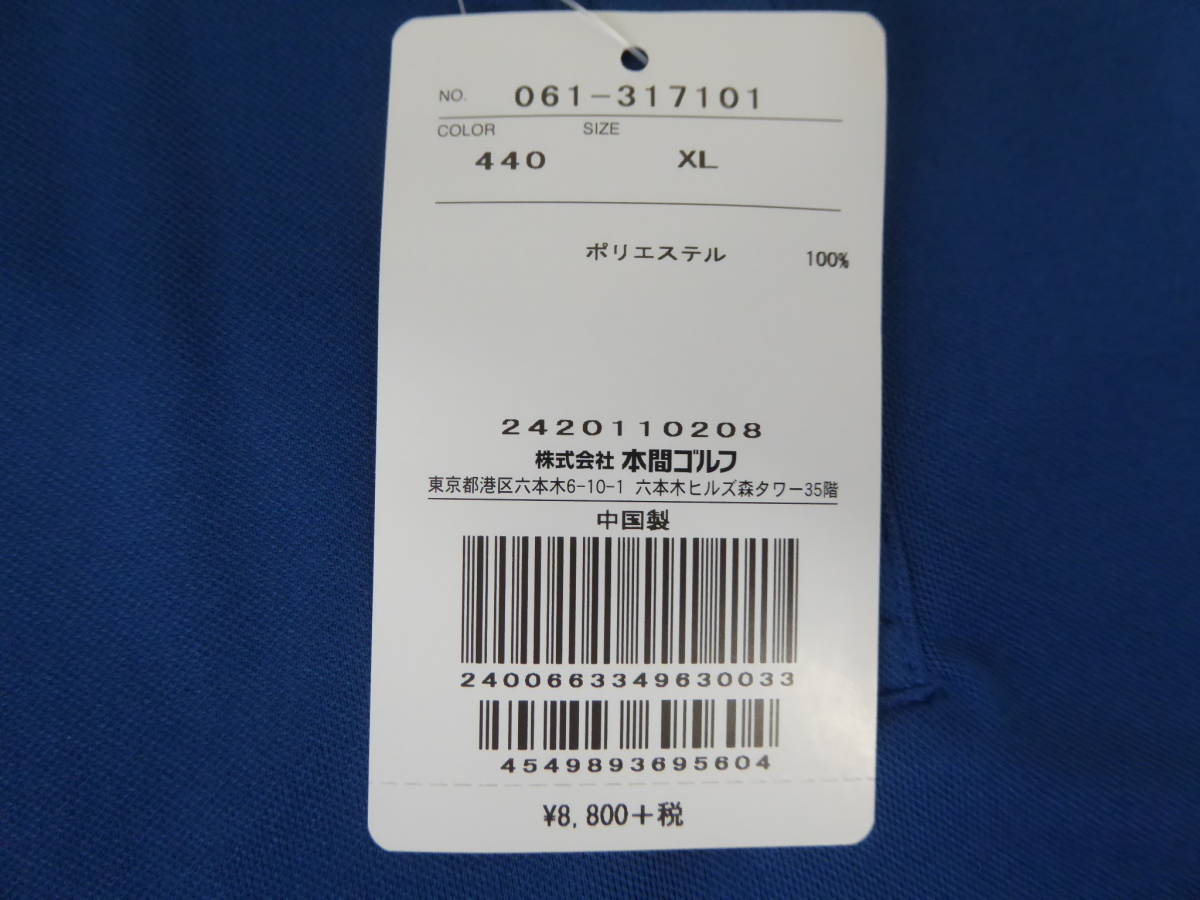 NO. 061-317101
COLOR SIZE
440 XL
ポリエステル 100%
2420110208
株式会社 本間ゴルフ
東京都港区六本木6-10-1 六本木ヒルズ森タワー35階
中国製
2400663349630033
4549893695604
¥8,800+税